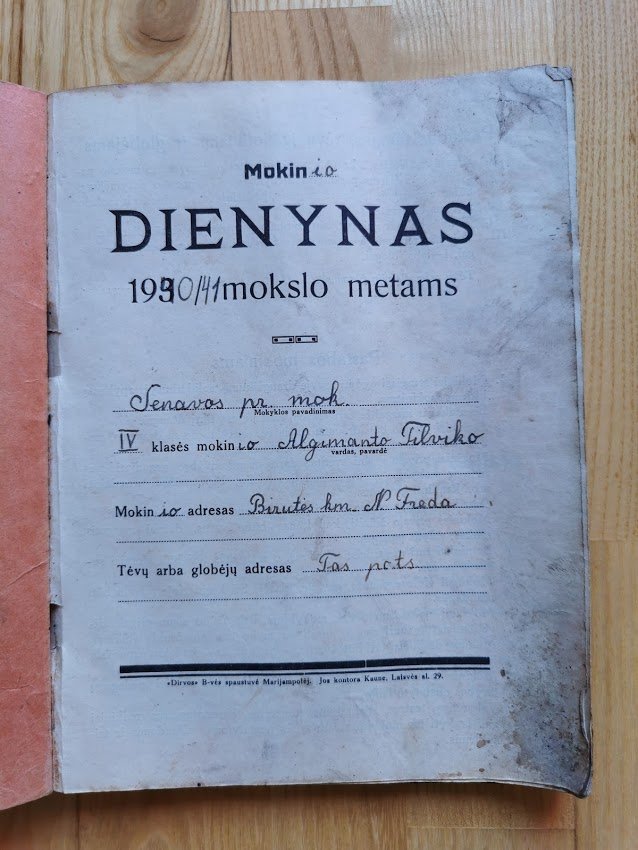 Mokinio
DIENYNAS
1940/41 mokslo metams
Senavos pr. mok.
Mokyklos pavadinimas
IV klasės mokinio Algimanto Tilviko
vardas, pavardė
Mokinio adresas Birutės km. N Freda
Tėvų arba globėjų adresas Tas pats
«Dirvos» B-vės spaustuvė Marijampolėj. Jos kontora Kaune, Laisvės al. 29.